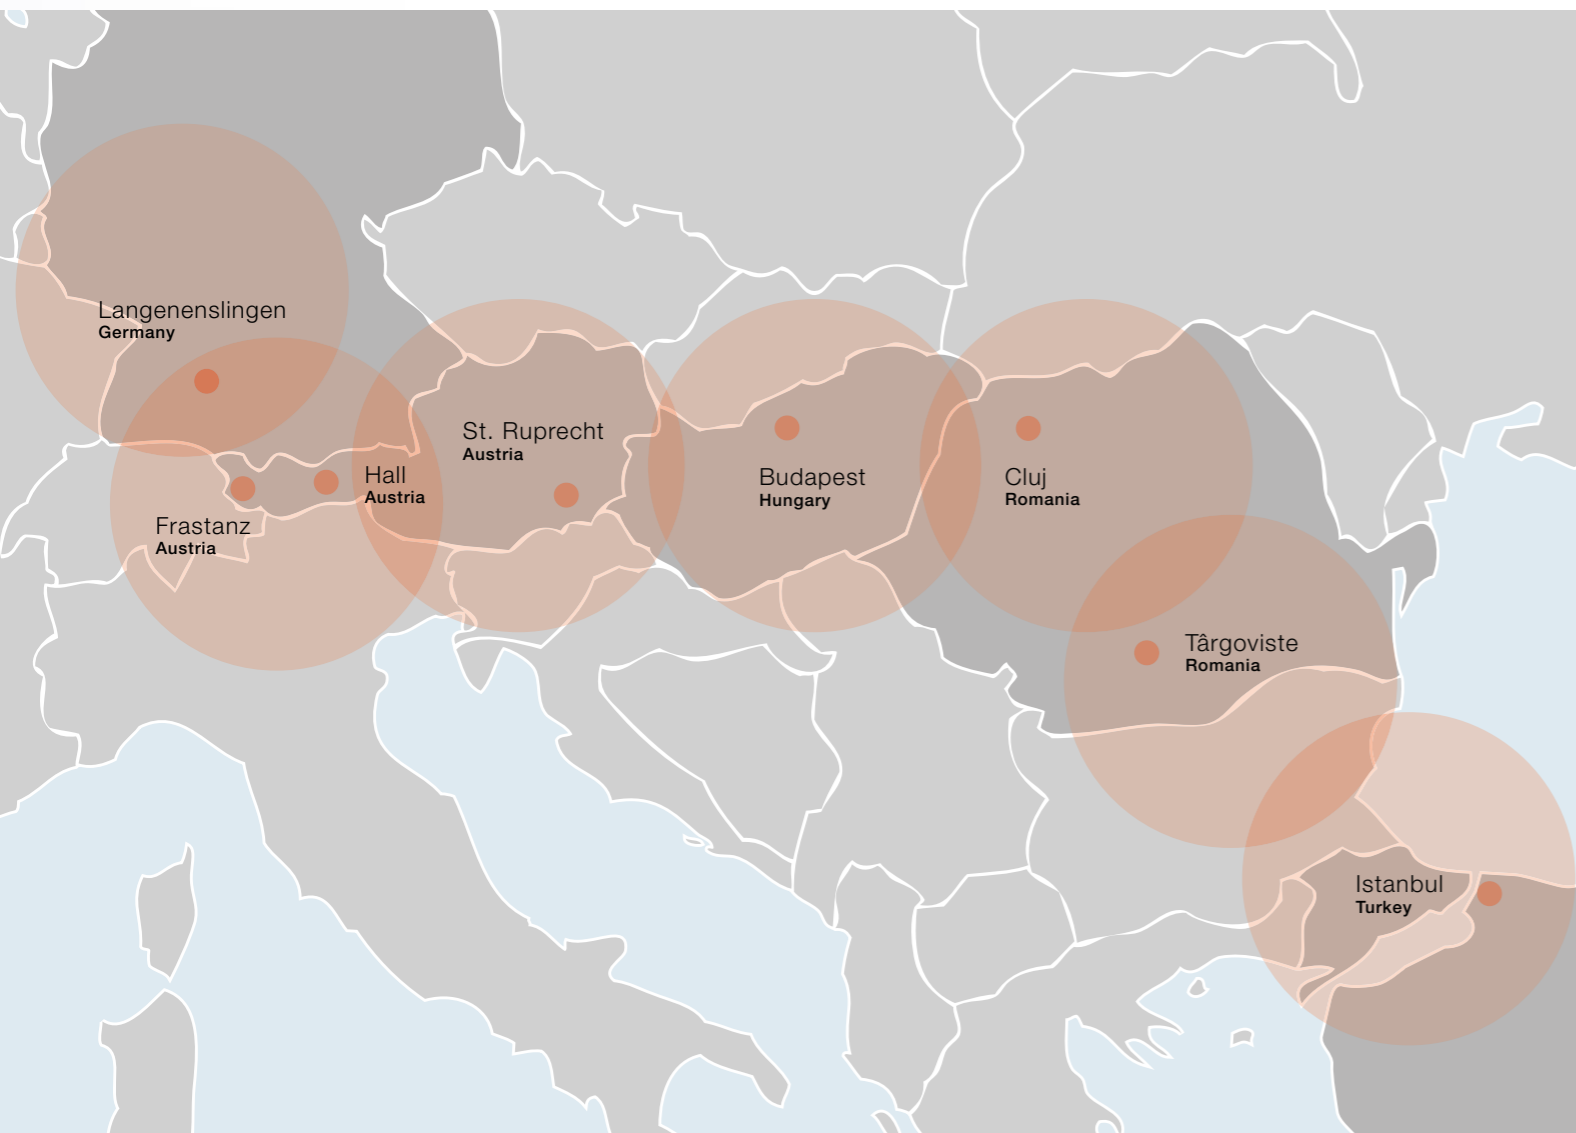 Langenenslingen
Germany
St. Ruprecht
Austria
Hall
Austria
Frastanz
Austria
Budapest
Hungary
Cluj
Romania
Târgoviste
Romania
Istanbul
Turkey